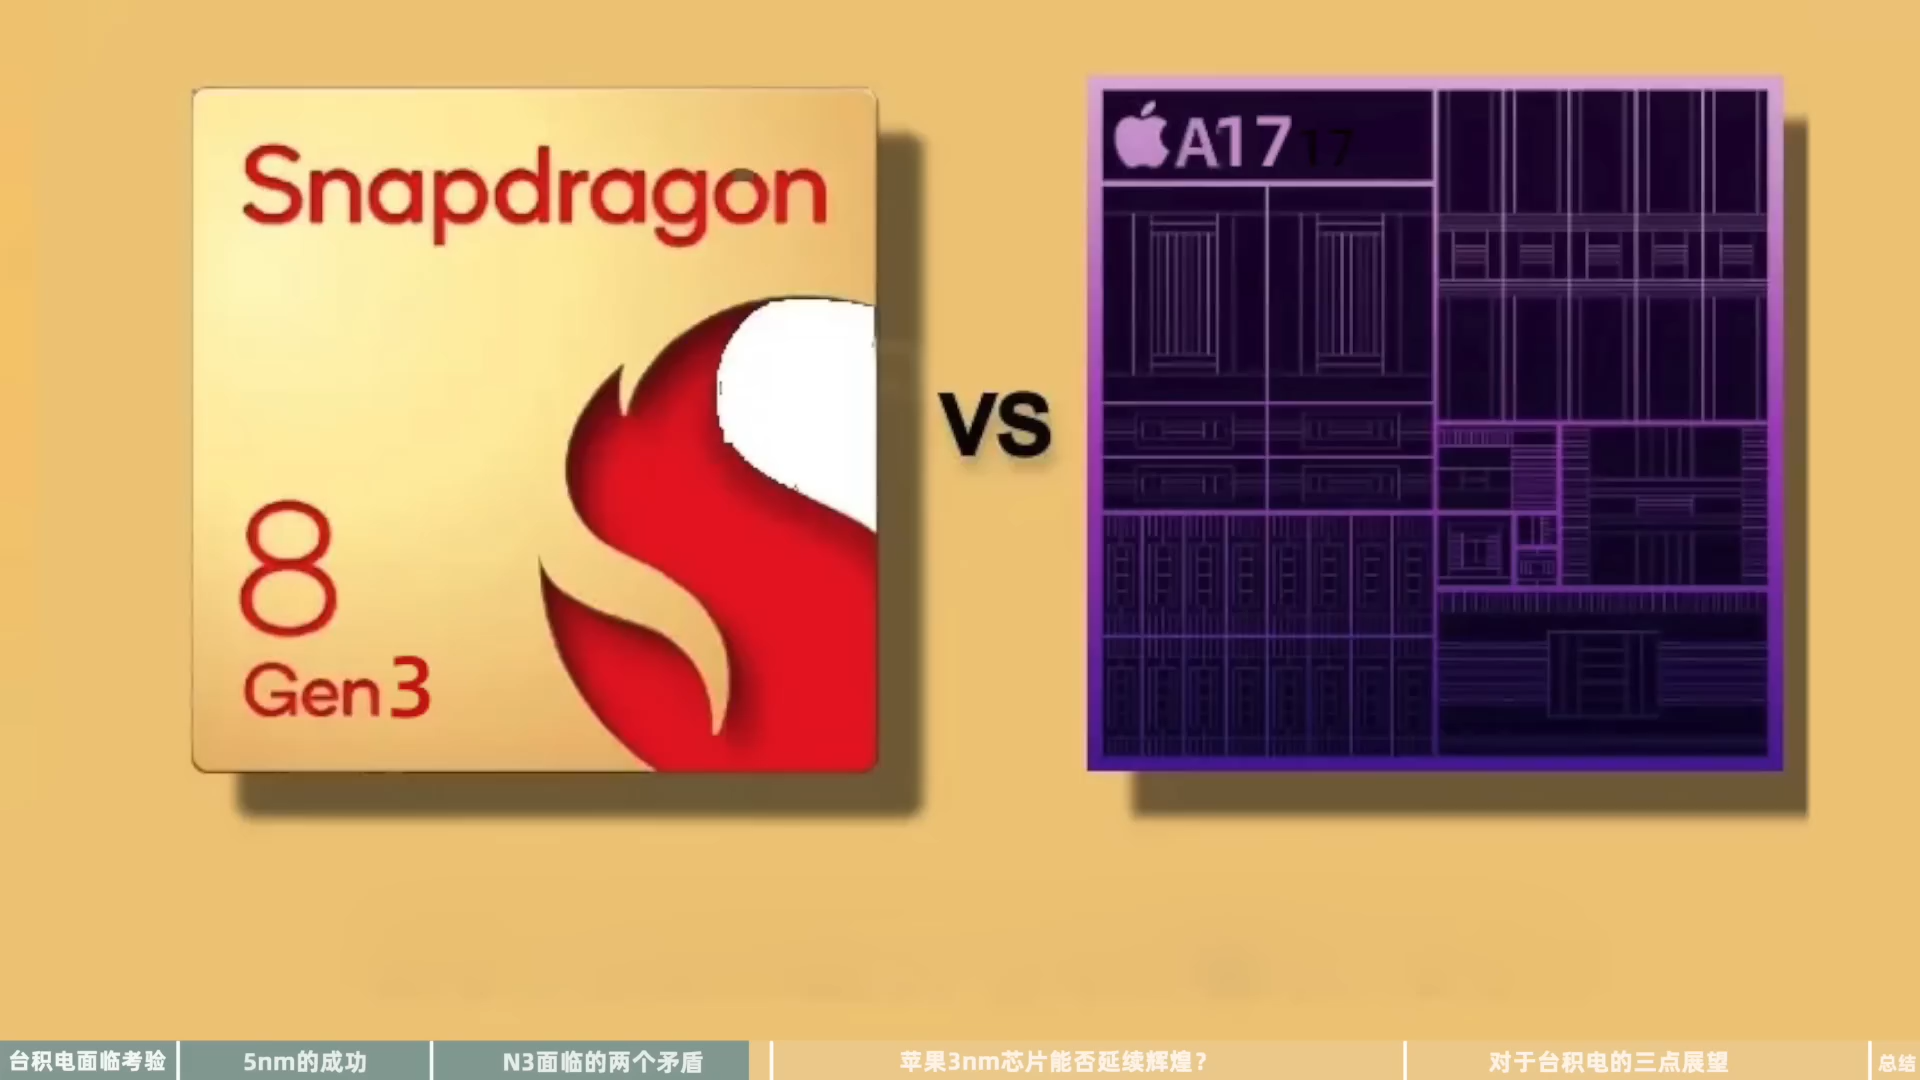 Snapdragon
8
Gen3
VS
A17
17
台积电面临考验
5nm的成功
N3面临的两个矛盾
苹果3nm芯片能否延续辉煌?
对于台积电的三点展望
总结